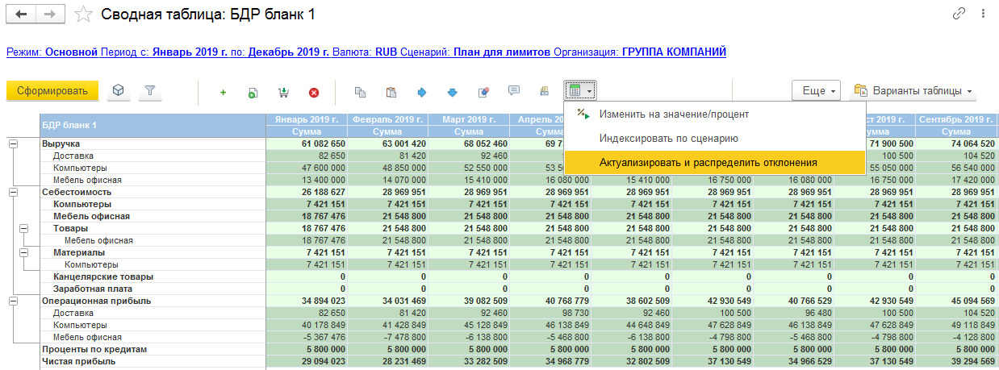 Сводная таблица: БДР бланк 1
Режим: Основной Период с: Январь 2019 г. по: Декабрь 2019 г. Валюта: RUB Сценарий: План для лимитов Организация: ГРУППА КОМПАНИЙ
Сформировать Еще Варианты таблицы
Изменить на значение/процент
Индексировать по сценарию
Актуализировать и распределить отклонения
БДР бланк 1 Январь 2019 г. Февраль 2019 г. Март 2019 г. Апрель 20 ст 2019 г. Сентябрь 2019 г.
Сумма Сумма Сумма Сумма Сумма Сумма
Выручка 61 082 650 63 001 420 68 052 460 69 7 71 900 500 74 064 520
Доставка 82 650 81 420 92 460 100 500 104 520
Компьютеры 47 600 000 48 850 000 52 550 000 53 56 55 050 000 56 540 000
Мебель офисная 13 400 000 14 070 000 15 410 000 16 080 000 15 410 000 16 750 000 16 080 000 16 750 000 17 420 000
Себестоимость 26 188 627 28 969 951 28 969 951 28 969 951 28 969 951 28 969 951 28 969 951 28 969 951 28 969 951
Компьютеры 7 421 151 7 421 151 7 421 151 7 421 151 7 421 151 7 421 151 7 421 151 7 421 151 7 421 151
Мебель офисная 18 767 476 21 548 800 21 548 800 21 548 800 21 548 800 21 548 800 21 548 800 21 548 800 21 548 800
Товары 18 767 476 21 548 800 21 548 800 21 548 800 21 548 800 21 548 800 21 548 800 21 548 800 21 548 800
Мебель офисная 18 767 476 21 548 800 21 548 800 21 548 800 21 548 800 21 548 800 21 548 800 21 548 800 21 548 800
Материалы 7 421 151 7 421 151 7 421 151 7 421 151 7 421 151 7 421 151 7 421 151 7 421 151 7 421 151
Компьютеры 7 421 151 7 421 151 7 421 151 7 421 151 7 421 151 7 421 151 7 421 151 7 421 151 7 421 151
Канцелярские товары 0 0 0 0 0 0 0 0 0
Заработная плата 0 0 0 0 0 0 0 0 0
Операционная прибыль 34 894 023 34 031 469 39 082 509 40 768 779 38 602 509 42 930 549 40 766 529 42 930 549 45 094 569
Доставка 82 650 81 420 92 460 98 730 92 460 100 500 96 480 100 500 104 520
Компьютеры 40 178 849 41 428 849 45 128 849 46 138 849 44 648 849 47 628 849 46 138 849 47 628 849 49 118 849
Мебель офисная -5 367 476 -7 478 800 -6 138 800 -5 468 800 -6 138 800 -4 798 800 -5 468 800 -4 798 800 -4 128 800
Проценты по кредитам 5 800 000 5 800 000 5 800 000 5 800 000 5 800 000 5 800 000 5 800 000 5 800 000 5 800 000
Чистая прибыль 29 094 023 28 231 469 33 282 509 34 968 779 32 802 509 37 130 549 34 966 529 37 130 549 39 294 569